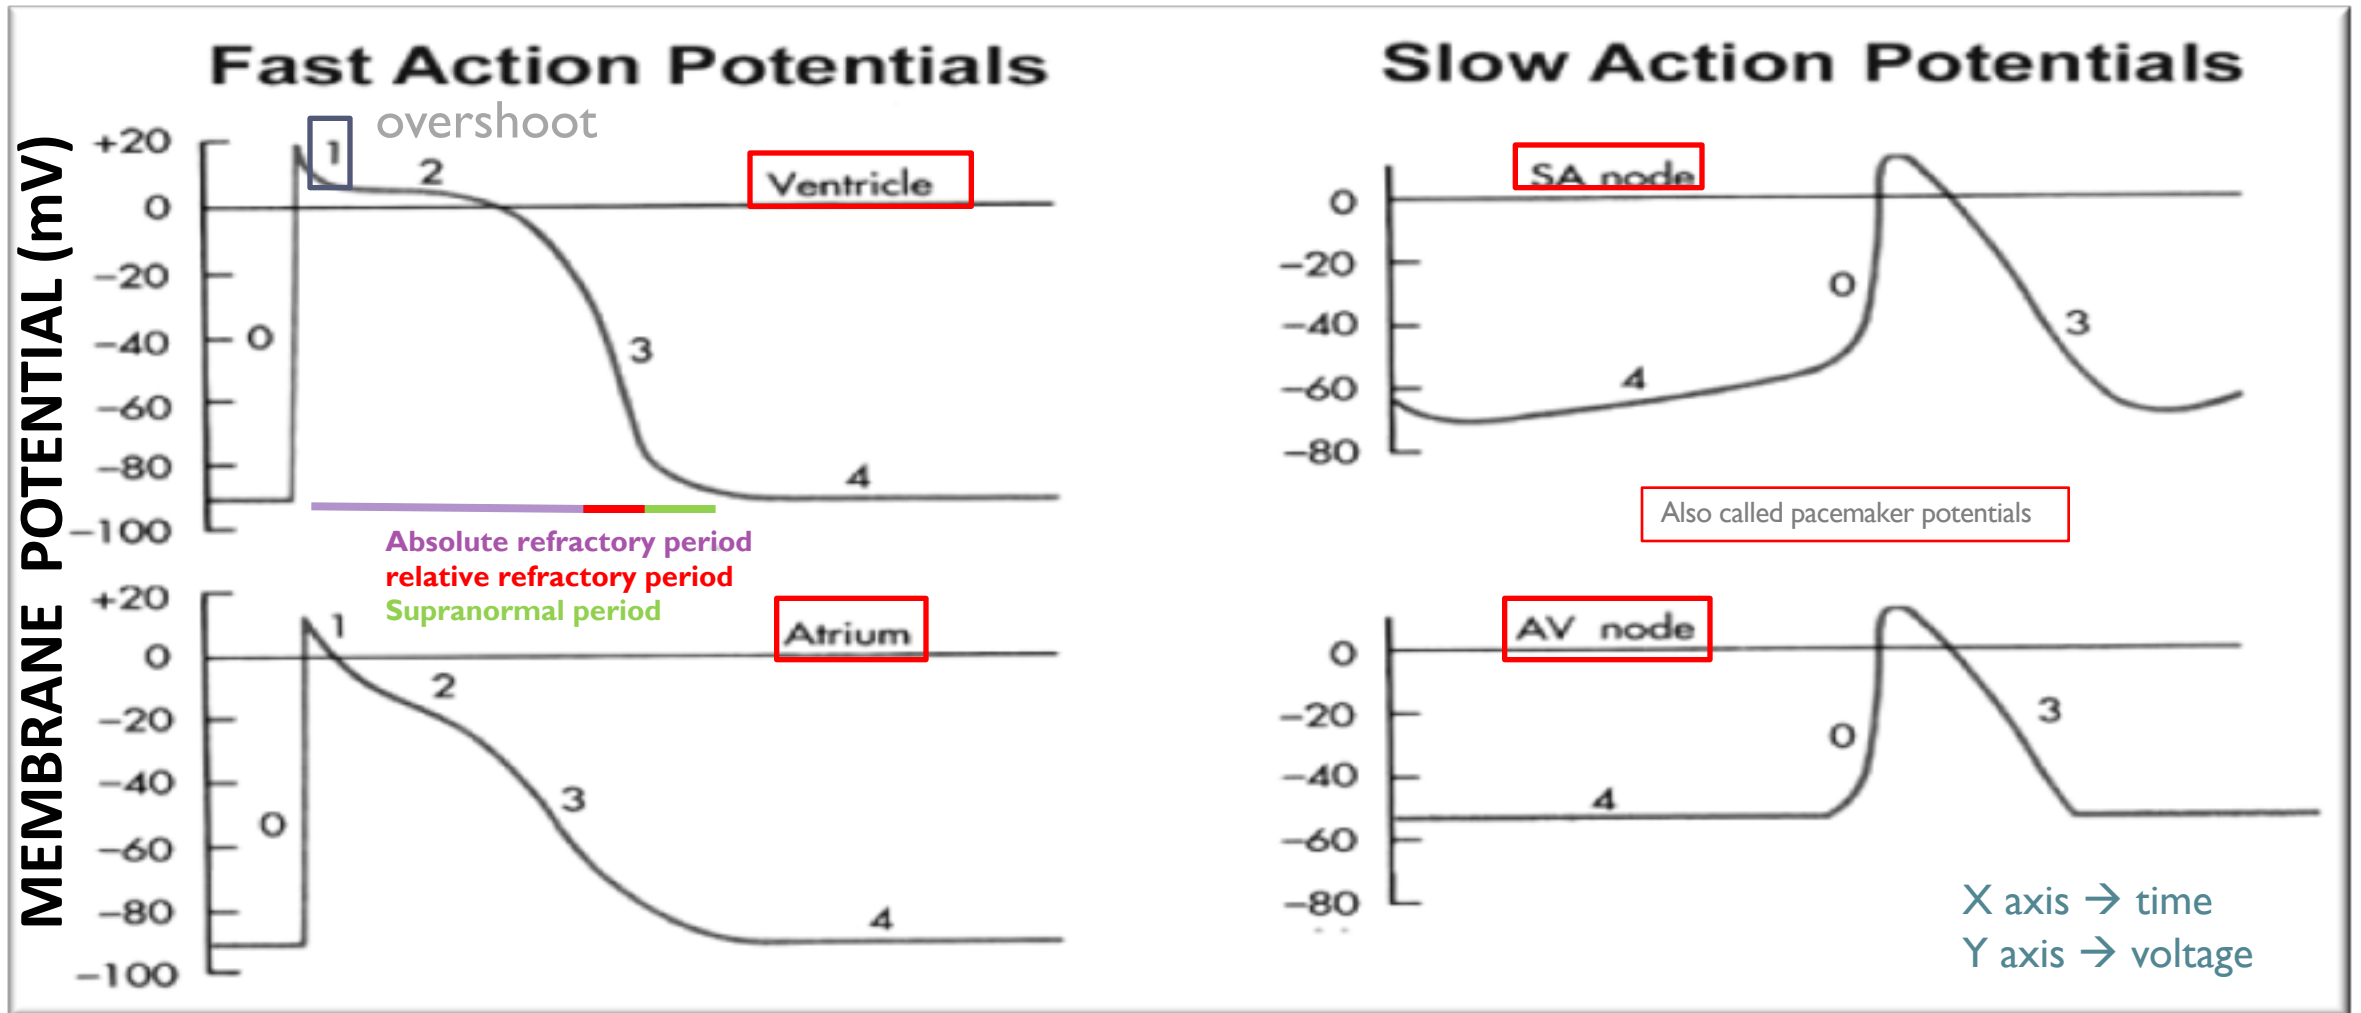 Fast Action Potentials
Slow Action Potentials
MEMBRANE POTENTIAL (mV)
overshoot
+20
0
−20
−40
−60
−80
−100
0
1
2
3
4
Ventricle
Absolute refractory period
relative refractory period
Supranormal period
+20
0
−20
−40
−60
−80
−100
0
1
2
3
4
Atrium
SA node
0
−20
−40
−60
−80
4
0
3
Also called pacemaker potentials
AV node
0
−20
−40
−60
−80
4
0
3
X axis → time
Y axis → voltage